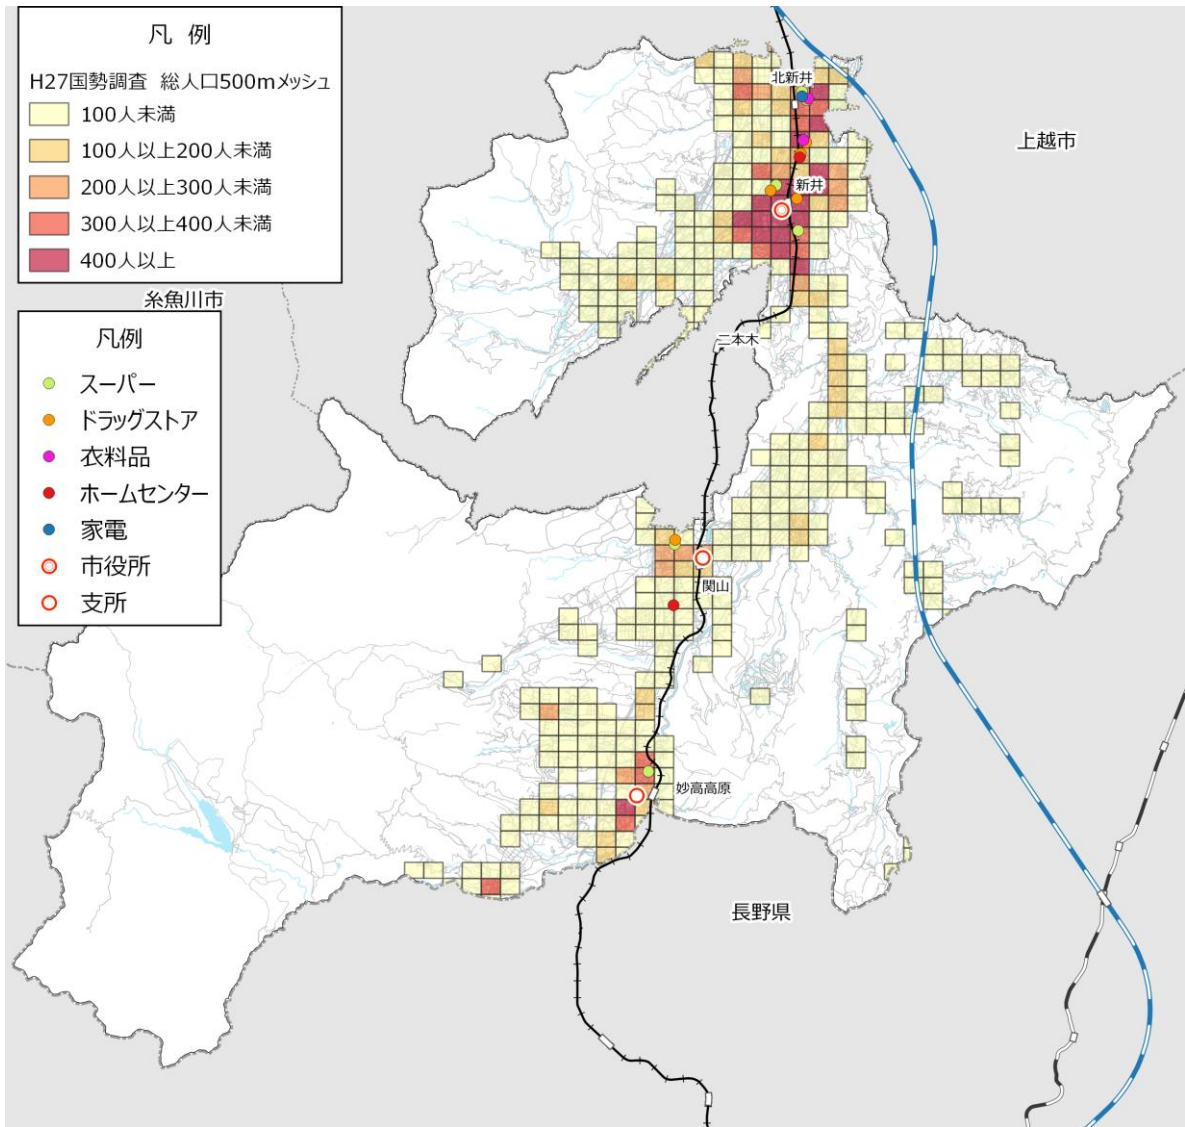 凡 例
H27国勢調査 総人口500mメッシュ
100人未満
100人以上200人未満
200人以上300人未満
300人以上400人未満
400人以上
糸魚川市
凡例
スーパー
ドラッグストア
衣料品
ホームセンター
家電
市役所
支所
北新井
上越市
新井
二本木
関山
妙高高原
長野県